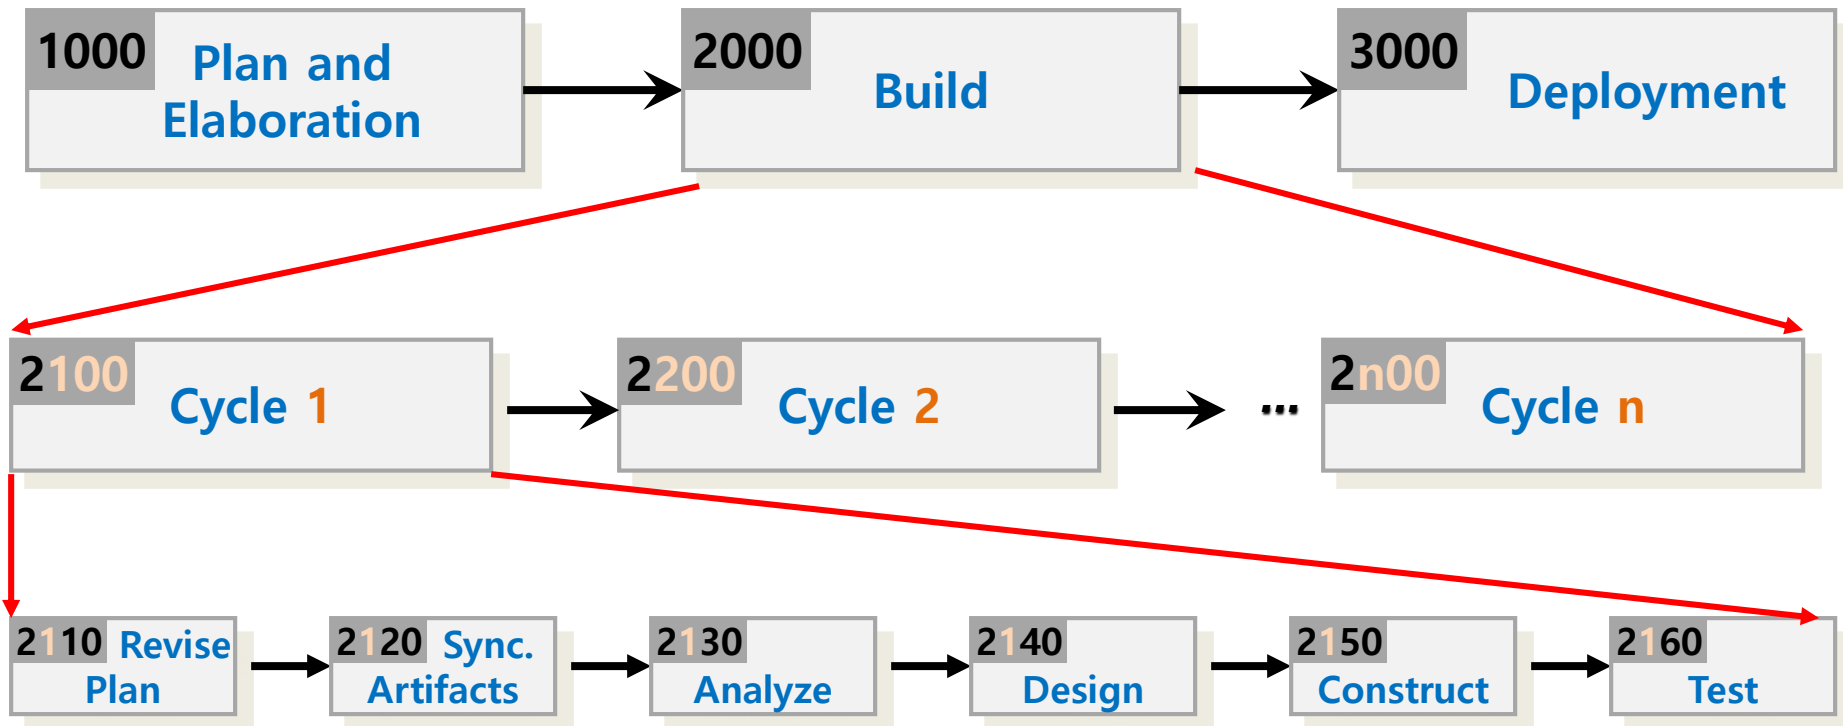 1000
Plan and
Elaboration
2000
Build
3000
Deployment
2100
Cycle 1
2200
Cycle 2
...
2n00
Cycle n
2110 Revise
Plan
2120 Sync.
Artifacts
2130
Analyze
2140
Design
2150
Construct
2160
Test